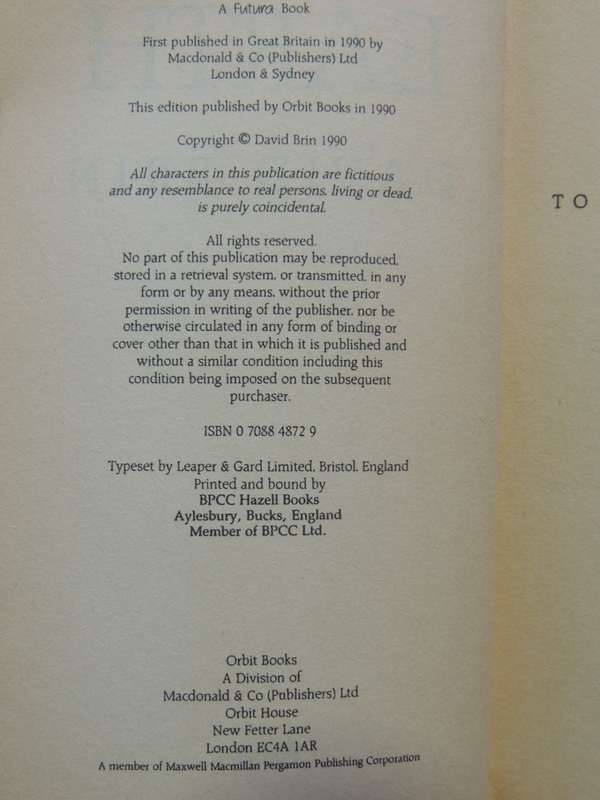 A Futura Book
First published in Great Britain in 1990 by
Macdonald & Co (Publishers) Ltd
London & Sydney
This edition published by Orbit Books in 1990
Copyright © David Brin 1990
All characters in this publication are fictitious
and any resemblance to real persons, living or dead,
is purely coincidental.
All rights reserved.
No part of this publication may be reproduced,
stored in a retrieval system, or transmitted, in any
form or by any means, without the prior
permission in writing of the publisher, nor be
otherwise circulated in any form of binding or
cover other than that in which it is published and
without a similar condition including this
condition being imposed on the subsequent
purchaser.
ISBN 0 7088 4872 9
Typeset by Leaper & Gard Limited, Bristol, England
Printed and bound by
BPCC Hazell Books
Aylesbury, Bucks, England
Member of BPCC Ltd.
Orbit Books
A Division of
Macdonald & Co (Publishers) Ltd
Orbit House
New Fetter Lane
London EC4A 1AR
A member of Maxwell Macmillan Pergamon Publishing Corporation
TO